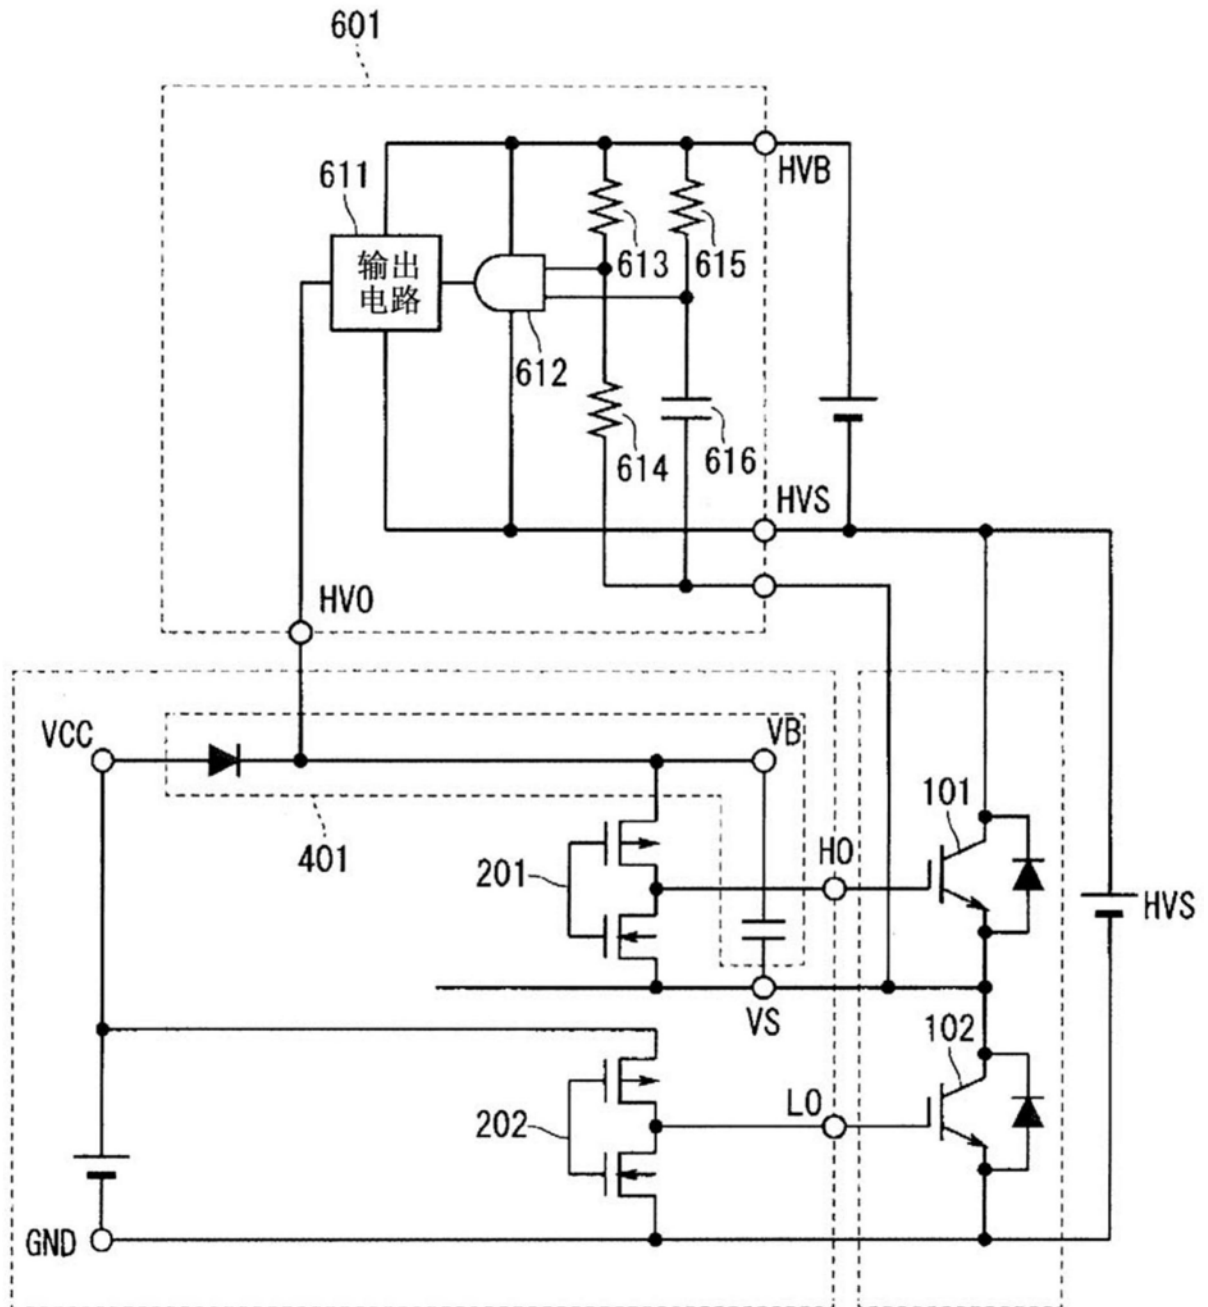 601
HVB
611
输出
电路
613
615
612
614
616
HVS
HVO
VCC
VB
401
101
201
HO
HVS
VS
102
202
LO
GND